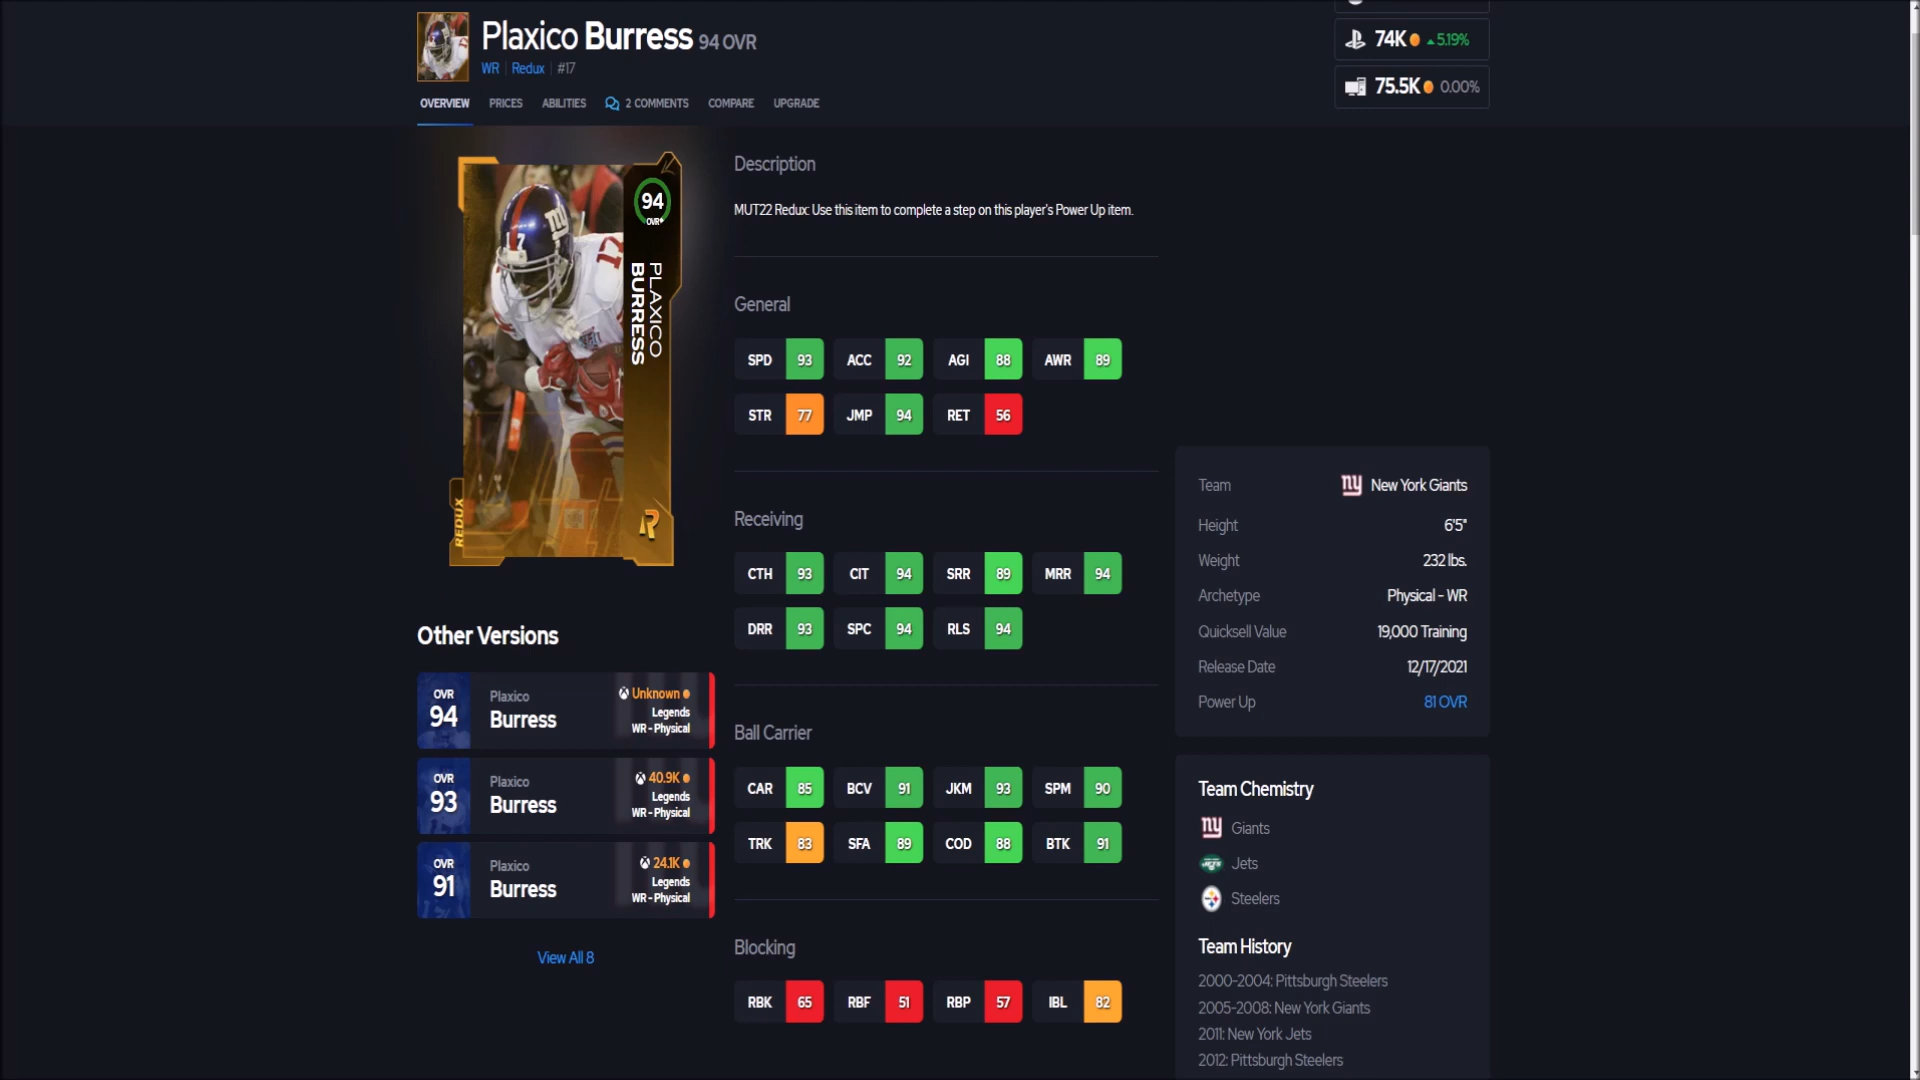 Plaxico Burress 94 OVR
WR Redux #17
74K 5.19%
75.5K 0.00%
OVERVIEW PRICES ABILITIES 2 COMMENTS COMPARE UPGRADE
94
OVR
PLAXICO
BURRESS
REDUX
R
ny
17
Description
MUT22 Redux: Use this item to complete a step on this player's Power Up item.
General
SPD 93 ACC 92 AGI 88 AWR 89
STR 77 JMP 94 RET 56
Receiving
CTH 93 CIT 94 SRR 89 MRR 94
DRR 93 SPC 94 RLS 94
Ball Carrier
CAR 85 BCV 91 JKM 93 SPM 90
TRK 83 SFA 89 COD 88 BTK 91
Blocking
RBK 65 RBF 51 RBP 57 IBL 82
Other Versions
OVR
94
Plaxico
Burress
Unknown
Legends
WR - Physical
OVR
93
Plaxico
Burress
40.9K
Legends
WR - Physical
OVR
91
Plaxico
Burress
24.1K
Legends
WR - Physical
View All 8
Team ny New York Giants
Height 6'5"
Weight 232 lbs.
Archetype Physical - WR
Quicksell Value 19,000 Training
Release Date 12/17/2021
Power Up 81 OVR
Team Chemistry
ny Giants
JETS Jets
Steelers
Team History
2000-2004: Pittsburgh Steelers
2005-2008: New York Giants
2011: New York Jets
2012: Pittsburgh Steelers